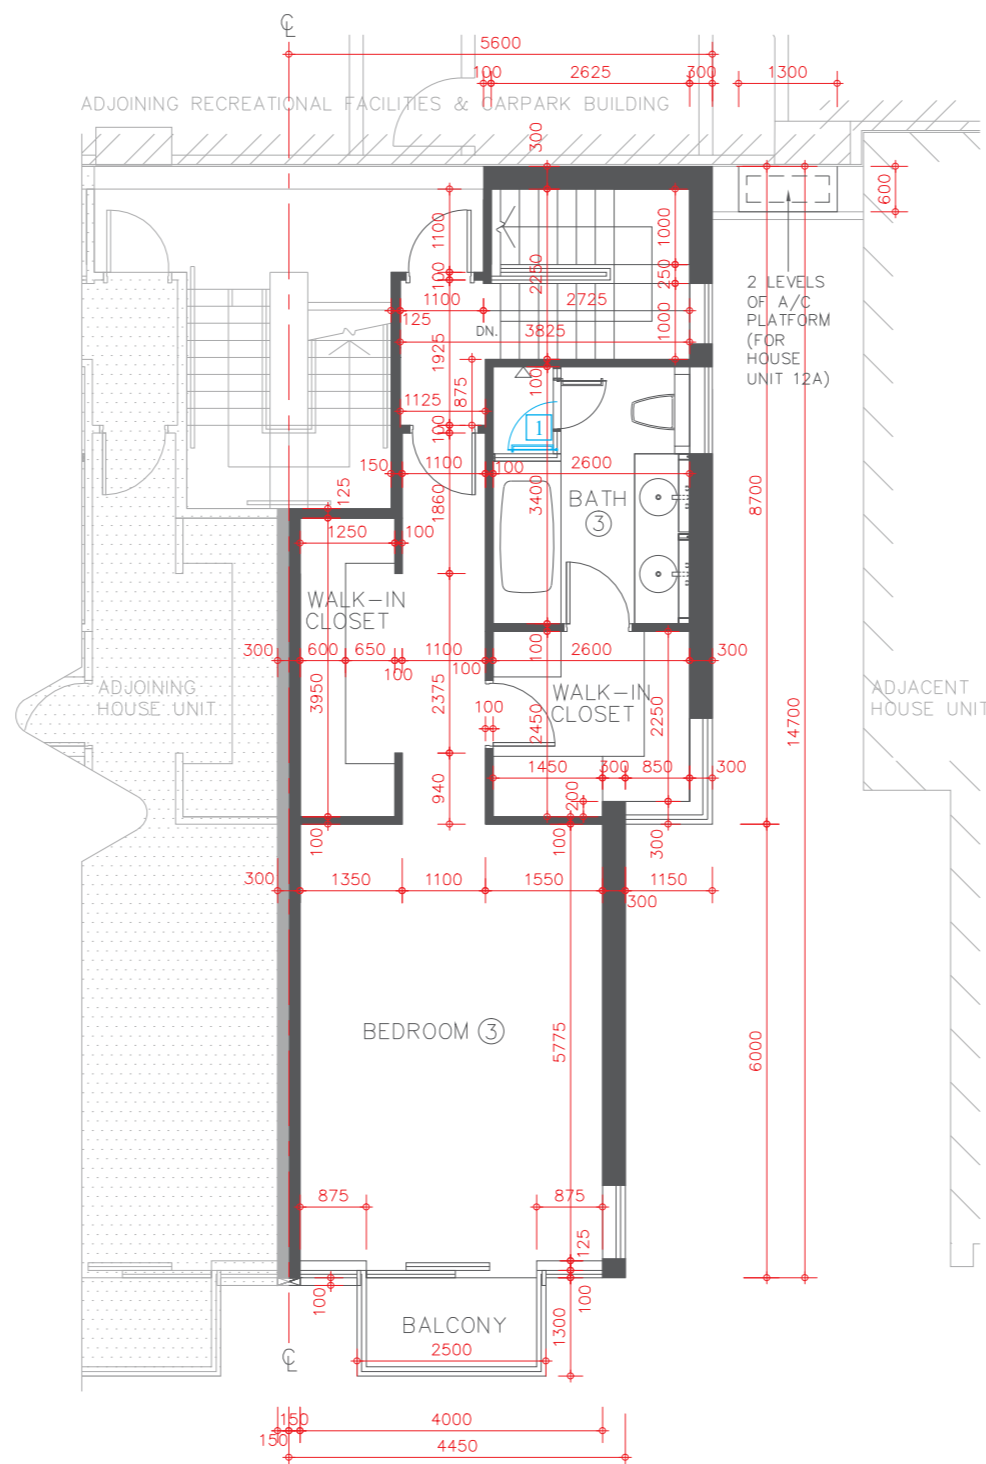 ℄
5600
100 2625 300 1300
ADJOINING RECREATIONAL FACILITIES & CARPARK BUILDING
300
600
1100
1000
100
2250
250
2 LEVELS
OF A/C
PLATFORM
(FOR
HOUSE
UNIT 12A)
1100 2725
125
DN. 3825
1000
1925
875
100
1125
1
100
150 1100 100 2600
125
1860
3400
BATH
③
8700
1250 100
WALK-IN
CLOSET
300 600 650 100 1100 100 100 2600 300
3950
2375
ADJOINING
HOUSE UNIT
WALK-IN
CLOSET
100
2450
2250
ADJACENT
HOUSE UNIT
14700
940
1450 300 850 300
200
100
100
300
300 1350 1100 1550 300 1150
BEDROOM ③
5775
6000
875 875
125
100
100
BALCONY
1300
2500
℄
150 4000
150 4450